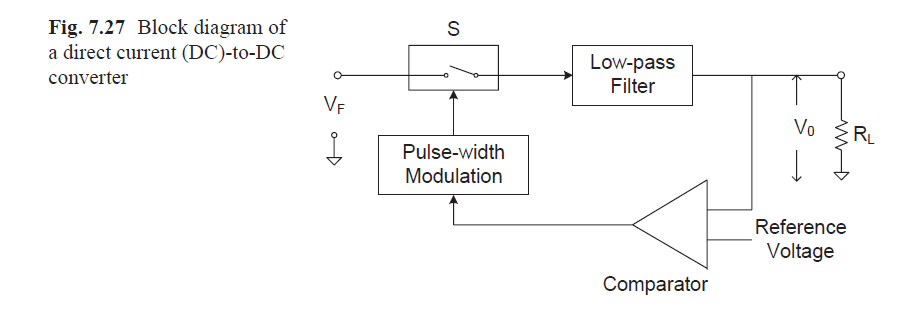 Fig. 7.27 Block diagram of
a direct current (DC)-to-DC
converter
S
Low-pass
Filter
VF
V0
RL
Pulse-width
Modulation
Reference
Voltage
Comparator